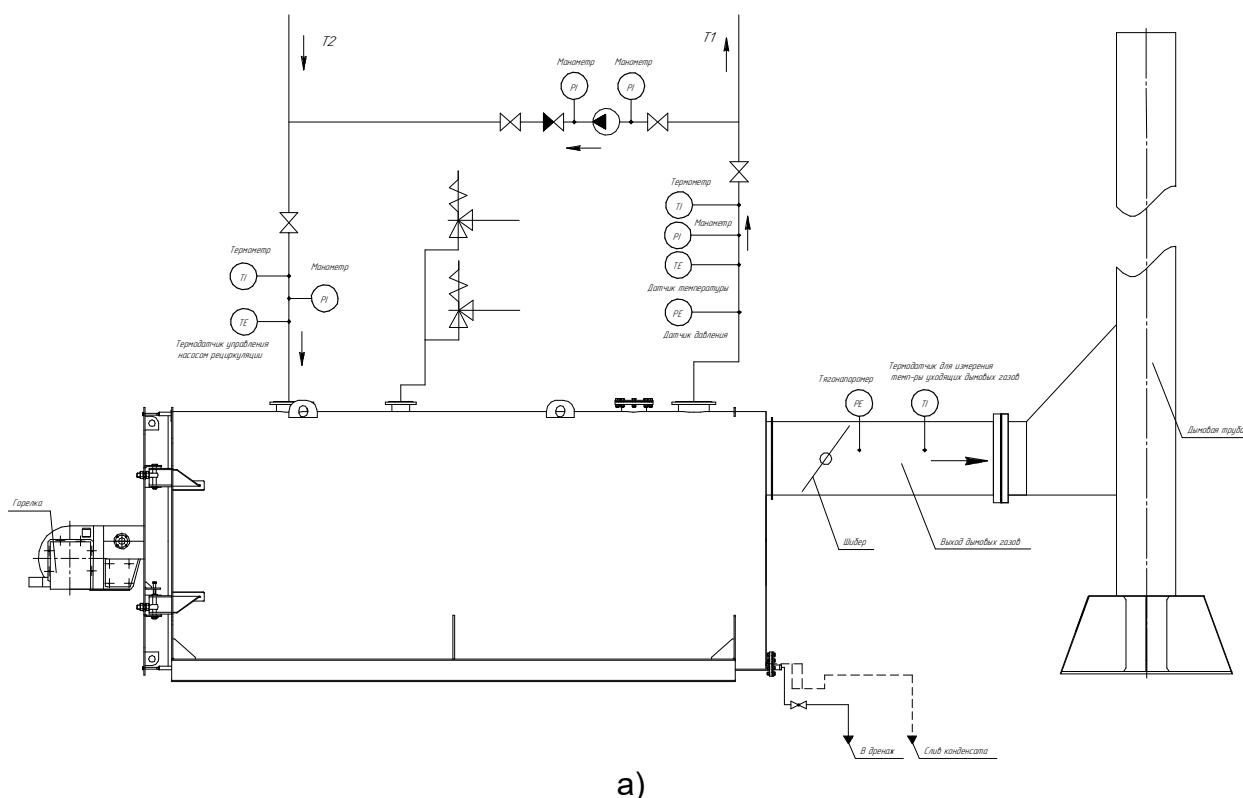 Т2
Т1
Манометр
Манометр
PI
PI
Термометр
TI
Манометр
PI
TE
Датчик температуры
PE
Датчик давления
Термометр
TI
Манометр
PI
TE
Термодатчик управления
насосом рециркуляции
Тягонапоромер
PE
Термодатчик для измерения
темп-ры уходящих дымовых газов
TI
Дымовая труба
Горелка
Шибер
Выход дымовых газов
В дренаж
Слив конденсата
а)